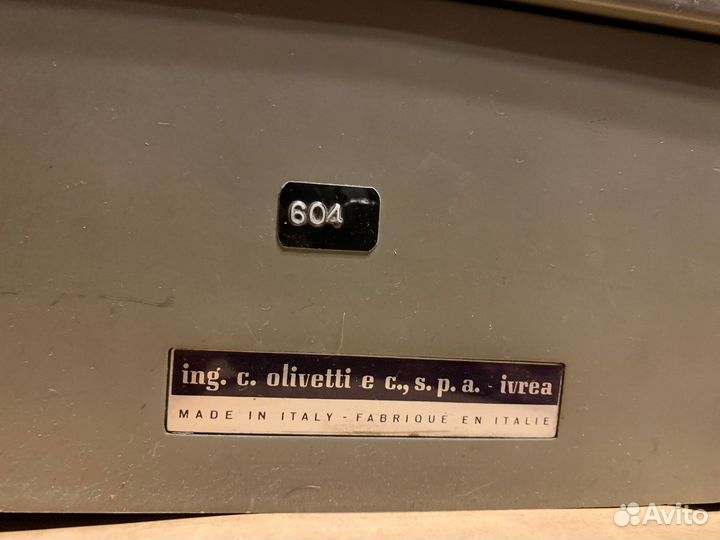 604
ing. c. olivetti e c., s. p. a. - ivrea
MADE IN ITALY - FABRIQUÉ EN ITALIE
Avito